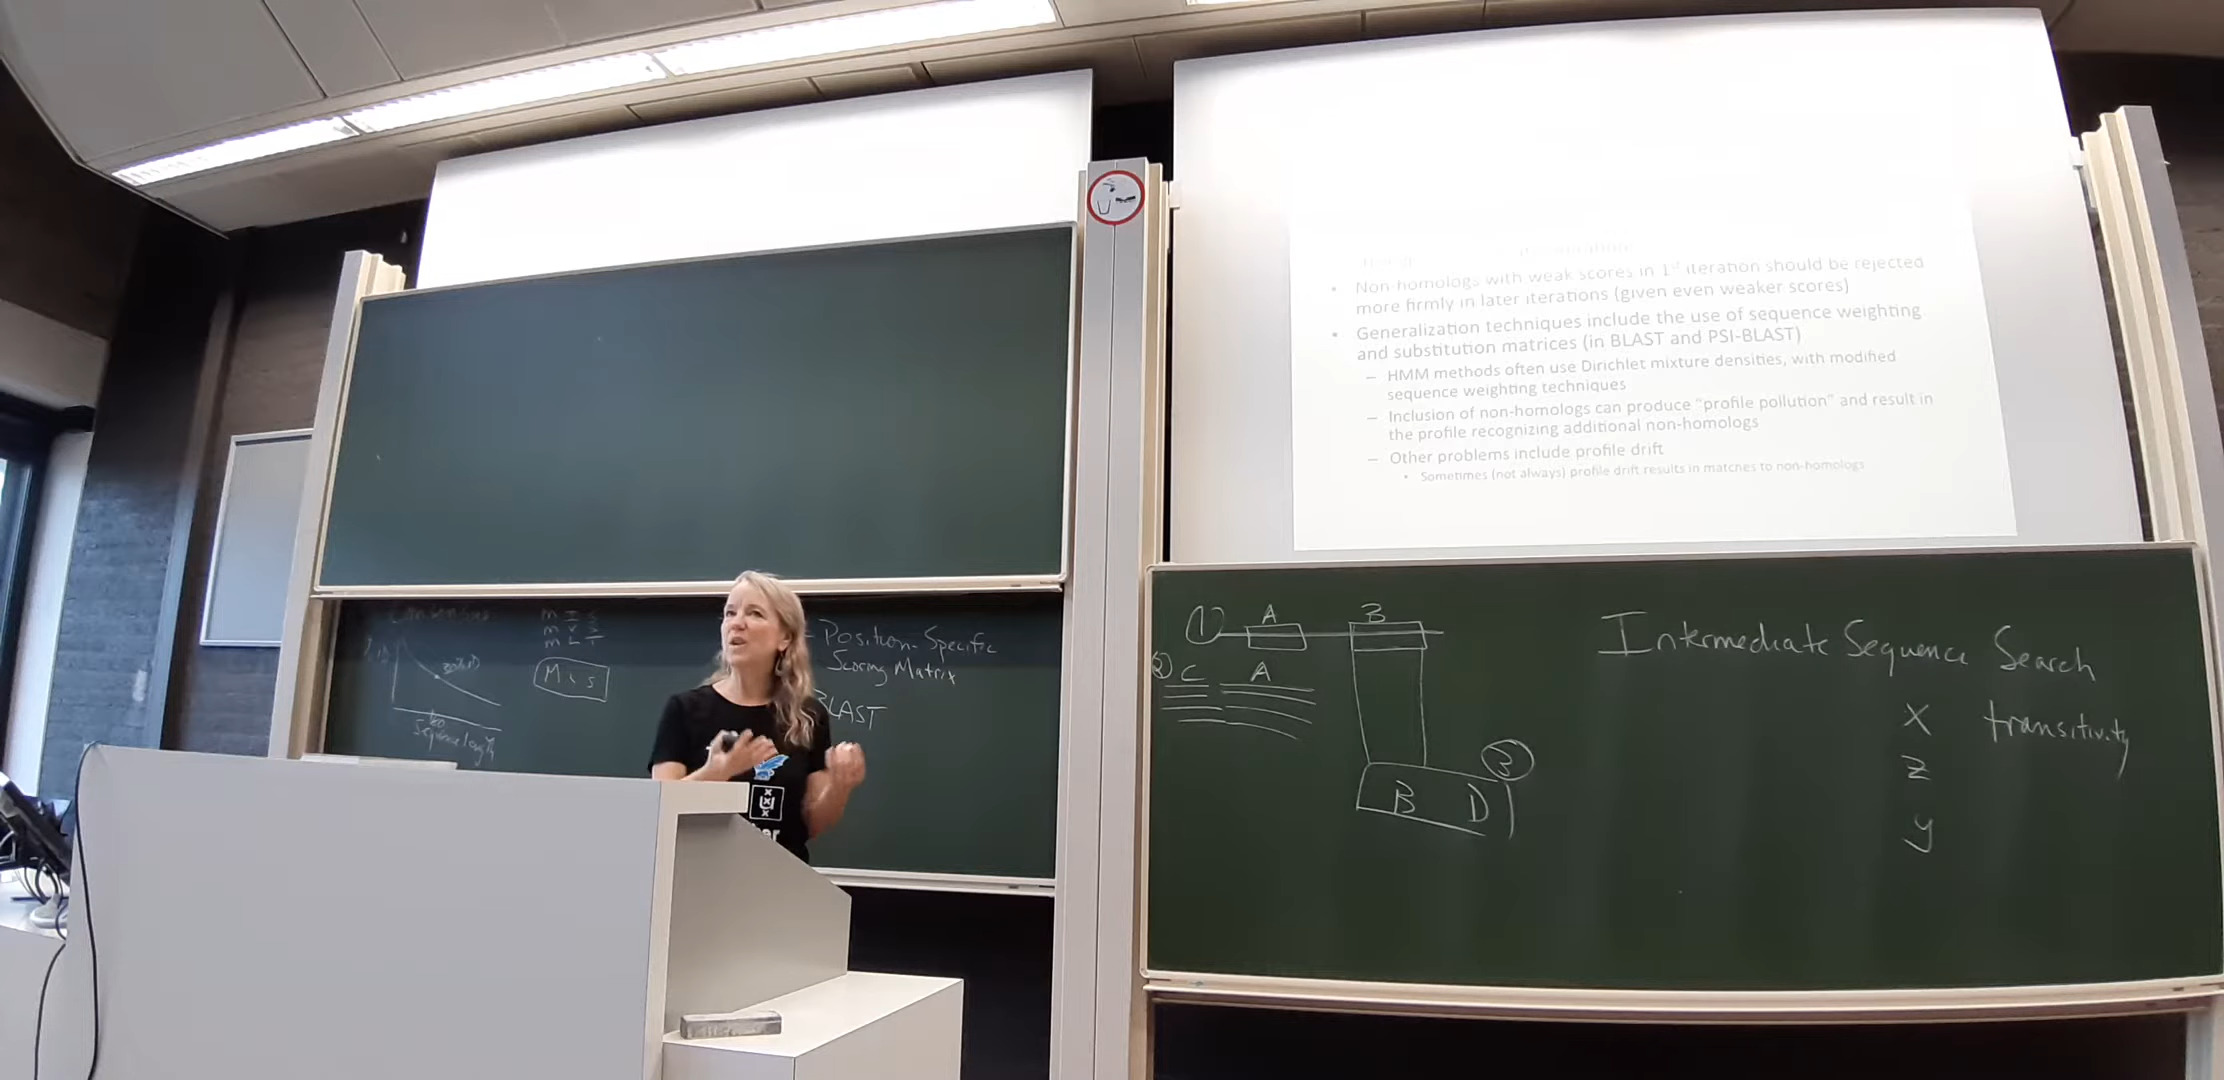 Non-homologs with weak scores in 1st iteration should be rejected
more firmly in later iterations (given even weaker scores)
Generalization techniques include the use of sequence weighting
and substitution matrices (in BLAST and PSI-BLAST)
– HMM methods often use Dirichlet mixture densities, with modified
sequence weighting techniques
– Inclusion of non-homologs can produce “profile pollution” and result in
the profile recognizing additional non-homologs
– Other problems include profile drift
• Sometimes (not always) profile drift results in matches to non-homologs
m I S
m V S
m L T
M L S
Sequence length
Position-Specific
Scoring Matrix
BLAST
1 A B
2 C A
3
B D
Intermediate Sequence Search
X transitivity
Z
y